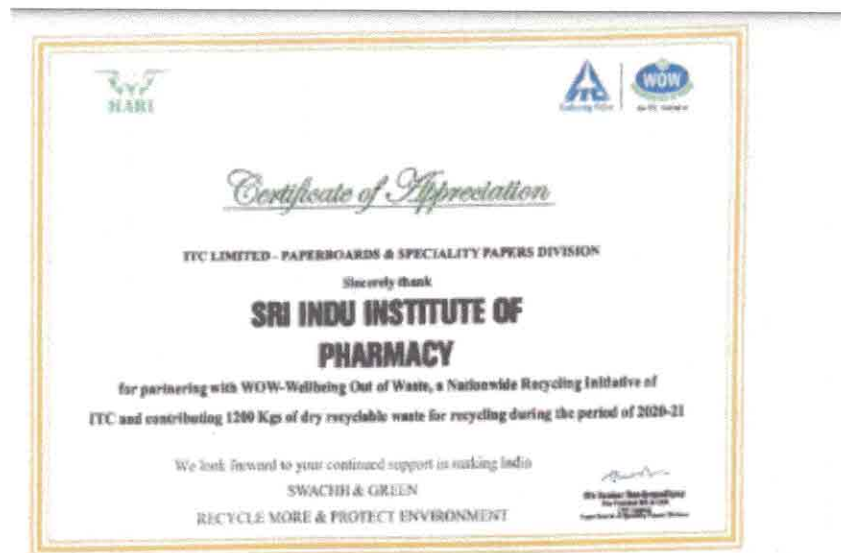 HARI
ITC
WOW
Certificate of Appreciation
ITC LIMITED - PAPERBOARDS & SPECIALITY PAPERS DIVISION
Sincerely thank
SRI INDU INSTITUTE OF
PHARMACY
for partnering with WOW-Wellbeing Out of Waste, a Nationwide Recycling Initiative of
ITC and contributing 1200 Kgs of dry recyclable waste for recycling during the period of 2020-21
We look forward to your continued support in making India
SWACHH & GREEN
RECYCLE MORE & PROTECT ENVIRONMENT